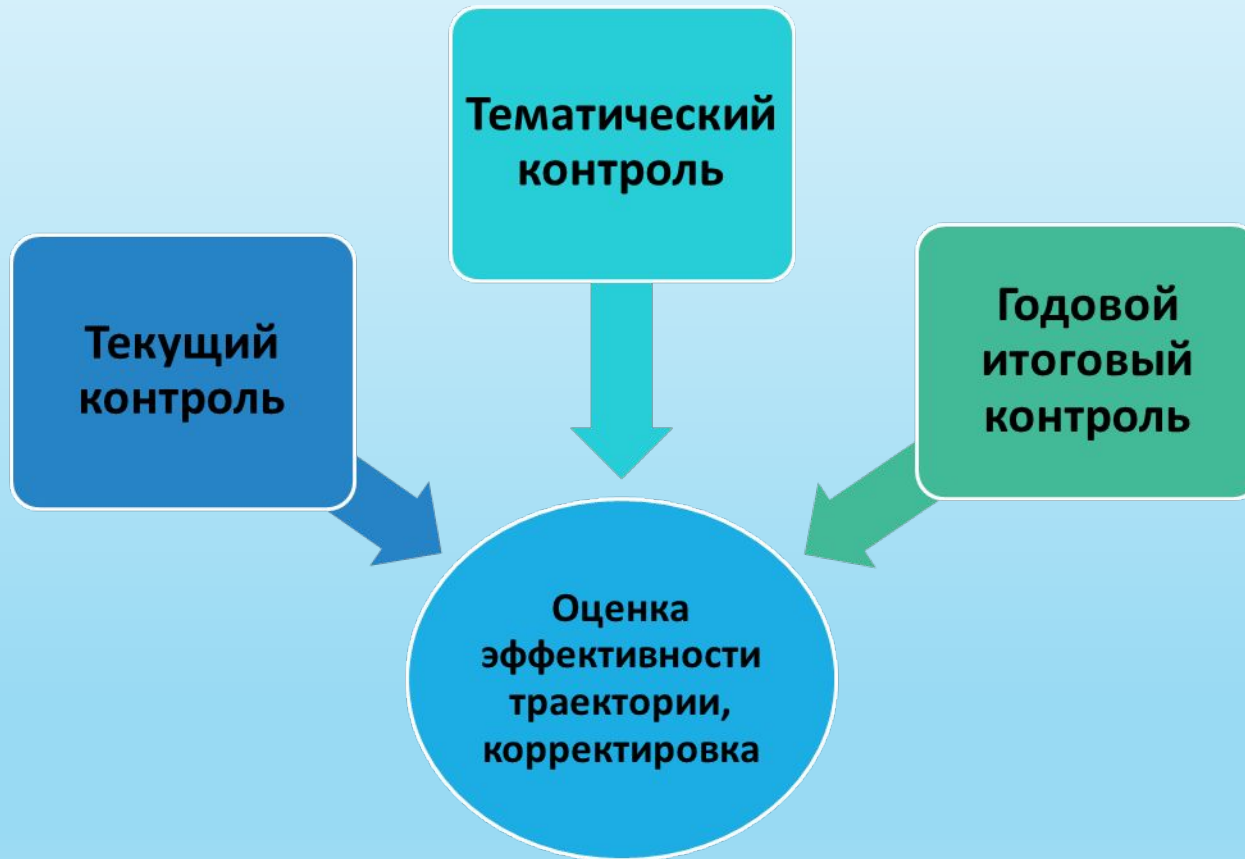 Тематический
контроль
Текущий
контроль
Годовой
итоговый
контроль
Оценка
эффективности
траектории,
корректировка